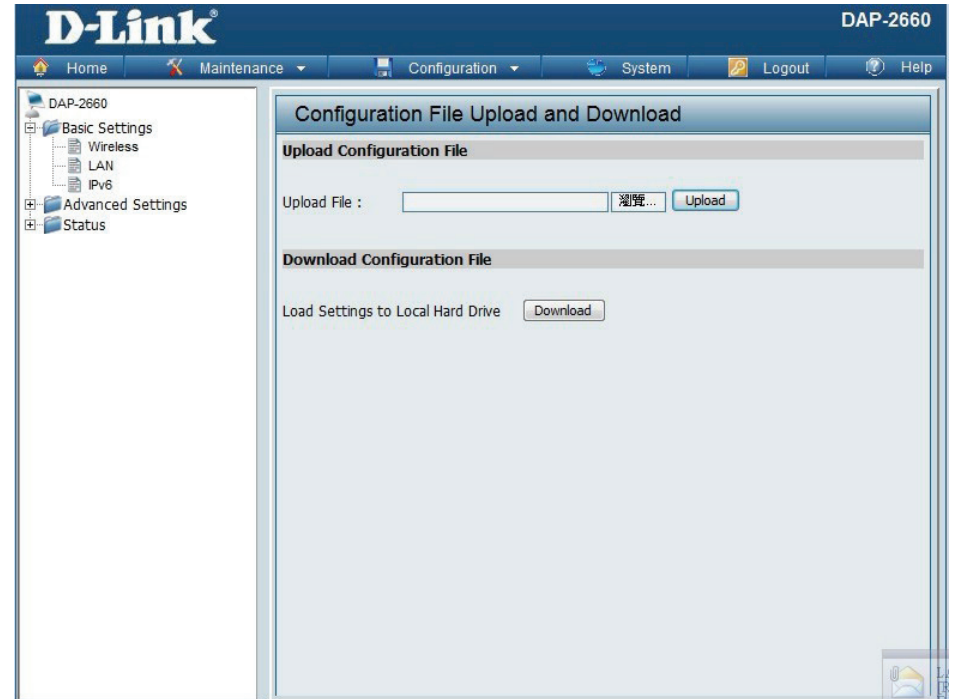 D-Link®
DAP-2660
Home Maintenance Configuration System Logout Help
DAP-2660
Basic Settings
Wireless
LAN
IPv6
Advanced Settings
Status
Configuration File Upload and Download
Upload Configuration File
Upload File : 瀏覽... Upload
Download Configuration File
Load Settings to Local Hard Drive Download